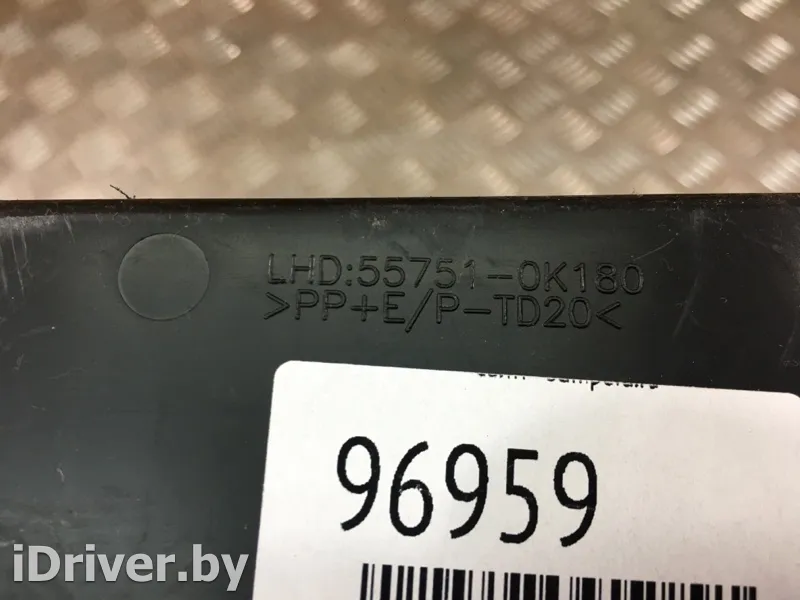 LHD:55751-0K180
>PP+E/P-TD20<
96959
iDriver.by